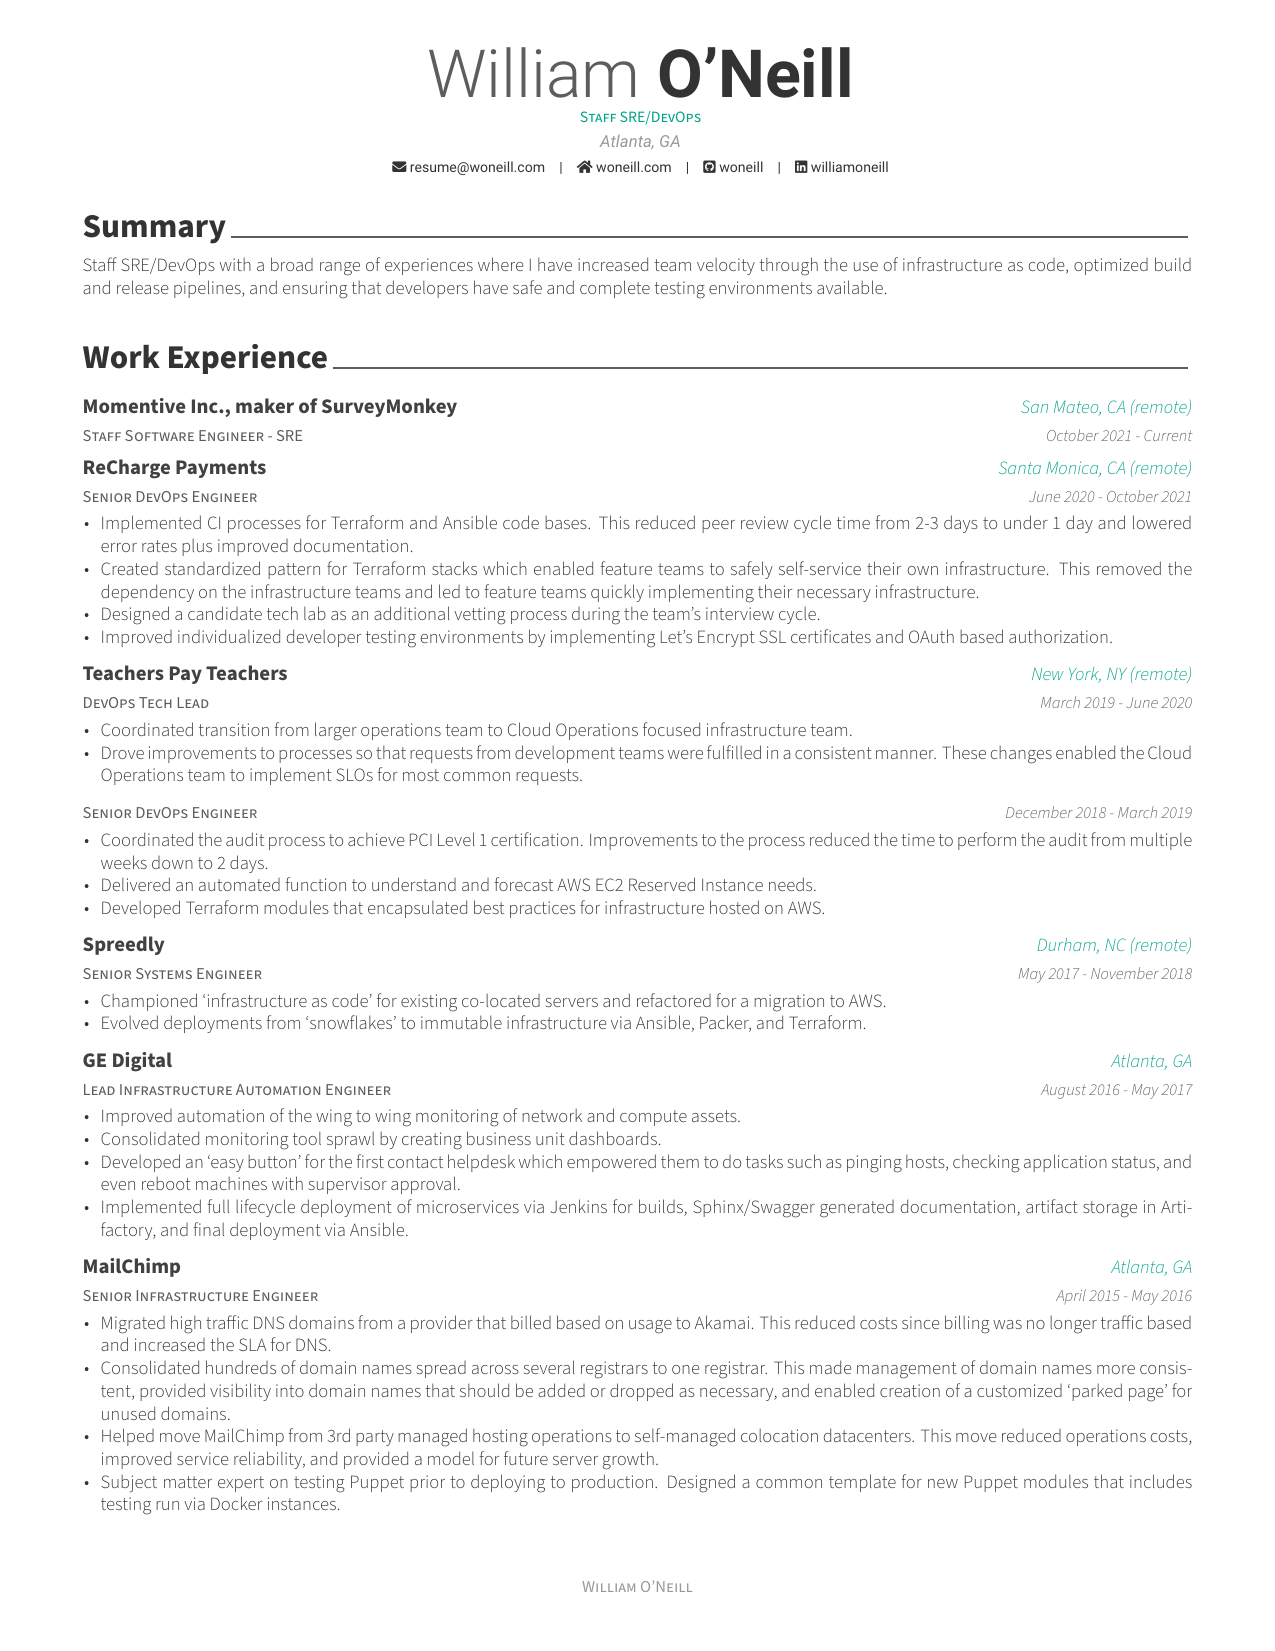 William O’Neill
Staff SRE/DevOps
Atlanta, GA
resume@woneill.com | woneill.com | woneill | williamoneill
Summary
Staff SRE/DevOps with a broad range of experiences where I have increased team velocity through the use of infrastructure as code, optimized build
and release pipelines, and ensuring that developers have safe and complete testing environments available.
Work Experience
Momentive Inc., maker of SurveyMonkey San Mateo, CA (remote)
Staff Software Engineer - SRE October 2021 - Current
ReCharge Payments Santa Monica, CA (remote)
Senior DevOps Engineer June 2020 - October 2021
• Implemented CI processes for Terraform and Ansible code bases. This reduced peer review cycle time from 2-3 days to under 1 day and lowered
error rates plus improved documentation.
• Created standardized pattern for Terraform stacks which enabled feature teams to safely self-service their own infrastructure. This removed the
dependency on the infrastructure teams and led to feature teams quickly implementing their necessary infrastructure.
• Designed a candidate tech lab as an additional vetting process during the team’s interview cycle.
• Improved individualized developer testing environments by implementing Let’s Encrypt SSL certificates and OAuth based authorization.
Teachers Pay Teachers New York, NY (remote)
DevOps Tech Lead March 2019 - June 2020
• Coordinated transition from larger operations team to Cloud Operations focused infrastructure team.
• Drove improvements to processes so that requests from development teams were fulfilled in a consistent manner. These changes enabled the Cloud
Operations team to implement SLOs for most common requests.
Senior DevOps Engineer December 2018 - March 2019
• Coordinated the audit process to achieve PCI Level 1 certification. Improvements to the process reduced the time to perform the audit from multiple
weeks down to 2 days.
• Delivered an automated function to understand and forecast AWS EC2 Reserved Instance needs.
• Developed Terraform modules that encapsulated best practices for infrastructure hosted on AWS.
Spreedly Durham, NC (remote)
Senior Systems Engineer May 2017 - November 2018
• Championed ‘infrastructure as code’ for existing co-located servers and refactored for a migration to AWS.
• Evolved deployments from ‘snowflakes’ to immutable infrastructure via Ansible, Packer, and Terraform.
GE Digital Atlanta, GA
Lead Infrastructure Automation Engineer August 2016 - May 2017
• Improved automation of the wing to wing monitoring of network and compute assets.
• Consolidated monitoring tool sprawl by creating business unit dashboards.
• Developed an ‘easy button’ for the first contact helpdesk which empowered them to do tasks such as pinging hosts, checking application status, and
even reboot machines with supervisor approval.
• Implemented full lifecycle deployment of microservices via Jenkins for builds, Sphinx/Swagger generated documentation, artifact storage in Arti-
factory, and final deployment via Ansible.
MailChimp Atlanta, GA
Senior Infrastructure Engineer April 2015 - May 2016
• Migrated high traffic DNS domains from a provider that billed based on usage to Akamai. This reduced costs since billing was no longer traffic based
and increased the SLA for DNS.
• Consolidated hundreds of domain names spread across several registrars to one registrar. This made management of domain names more consis-
tent, provided visibility into domain names that should be added or dropped as necessary, and enabled creation of a customized ‘parked page’ for
unused domains.
• Helped move MailChimp from 3rd party managed hosting operations to self-managed colocation datacenters. This move reduced operations costs,
improved service reliability, and provided a model for future server growth.
• Subject matter expert on testing Puppet prior to deploying to production. Designed a common template for new Puppet modules that includes
testing run via Docker instances.
William O’Neill